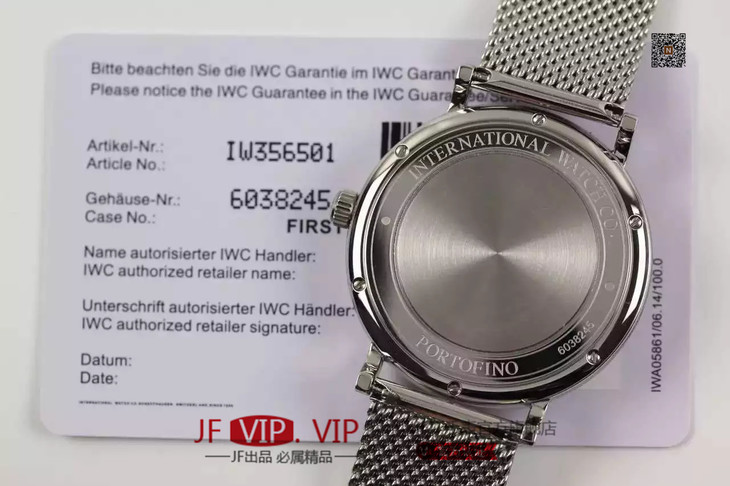 Bitte beachten Sie die IWC Garantie im IWC Garant
Please notice the IWC Guarantee in the IWC Guarantee/Serv
Artikel-Nr.: IW356501
Article No.:
Gehäuse-Nr.: 6038245
Case No.:
FIRST
Name autorisierter IWC Händler:
IWC authorized retailer name:
Unterschrift autorisierter IWC Händler:
IWC authorized retailer signature:
Datum:
Date:
IWA05861/06.14/100.0
INTERNATIONAL WATCH CO.
PORTOFINO
6038245
JF VIP. VIP
JF出品 必属精品